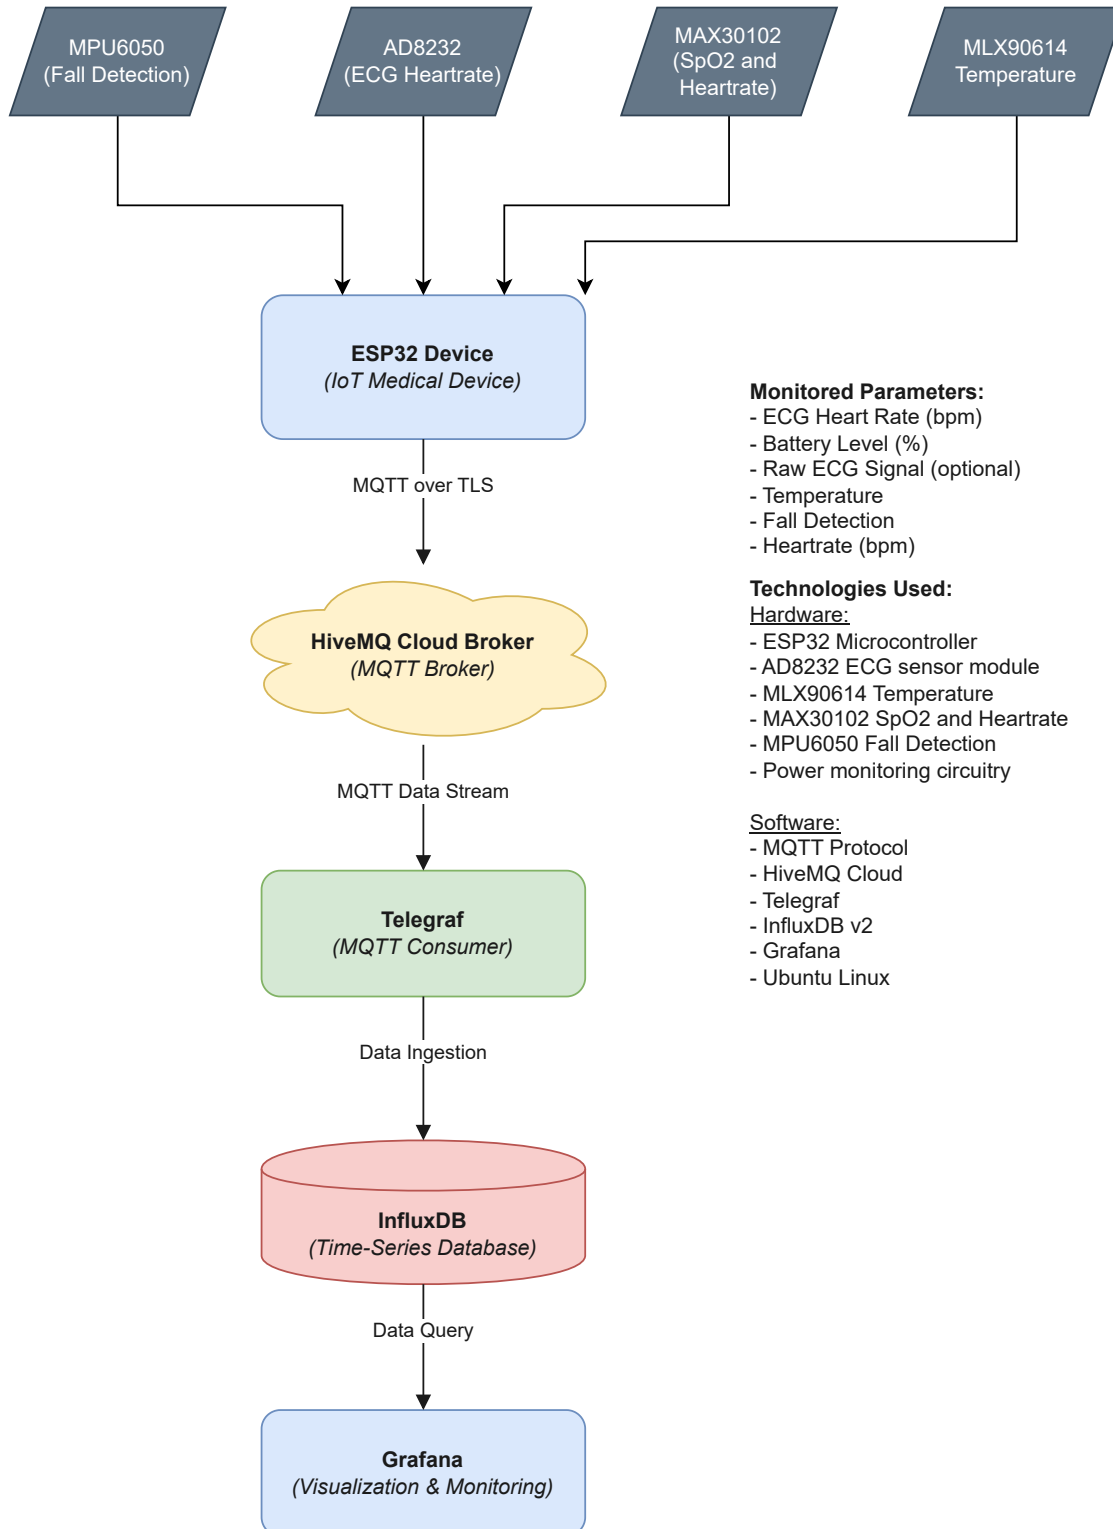 MPU6050
(Fall Detection)
AD8232
(ECG Heartrate)
MAX30102
(SpO2 and
Heartrate)
MLX90614
Temperature
ESP32 Device
(IoT Medical Device)
MQTT over TLS
HiveMQ Cloud Broker
(MQTT Broker)
MQTT Data Stream
Telegraf
(MQTT Consumer)
Data Ingestion
InfluxDB
(Time-Series Database)
Data Query
Grafana
(Visualization & Monitoring)
Monitored Parameters:
- ECG Heart Rate (bpm)
- Battery Level (%)
- Raw ECG Signal (optional)
- Temperature
- Fall Detection
- Heartrate (bpm)
Technologies Used:
Hardware:
- ESP32 Microcontroller
- AD8232 ECG sensor module
- MLX90614 Temperature
- MAX30102 SpO2 and Heartrate
- MPU6050 Fall Detection
- Power monitoring circuitry
Software:
- MQTT Protocol
- HiveMQ Cloud
- Telegraf
- InfluxDB v2
- Grafana
- Ubuntu Linux